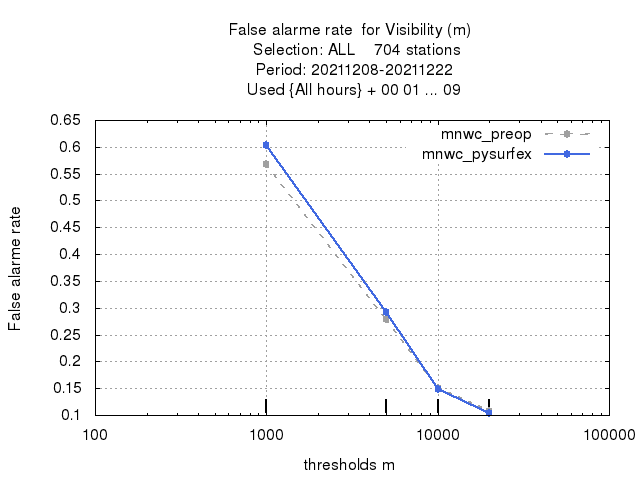 False alarme rate  for Visibility (m)
Selection: ALL    704 stations
Period: 20211208-20211222
Used {All hours} + 00 01 ... 09
mnwc_preop
mnwc_pysurfex
False alarme rate
0.65
0.6
0.55
0.5
0.45
0.4
0.35
0.3
0.25
0.2
0.15
0.1
100
1000
10000
100000
thresholds m